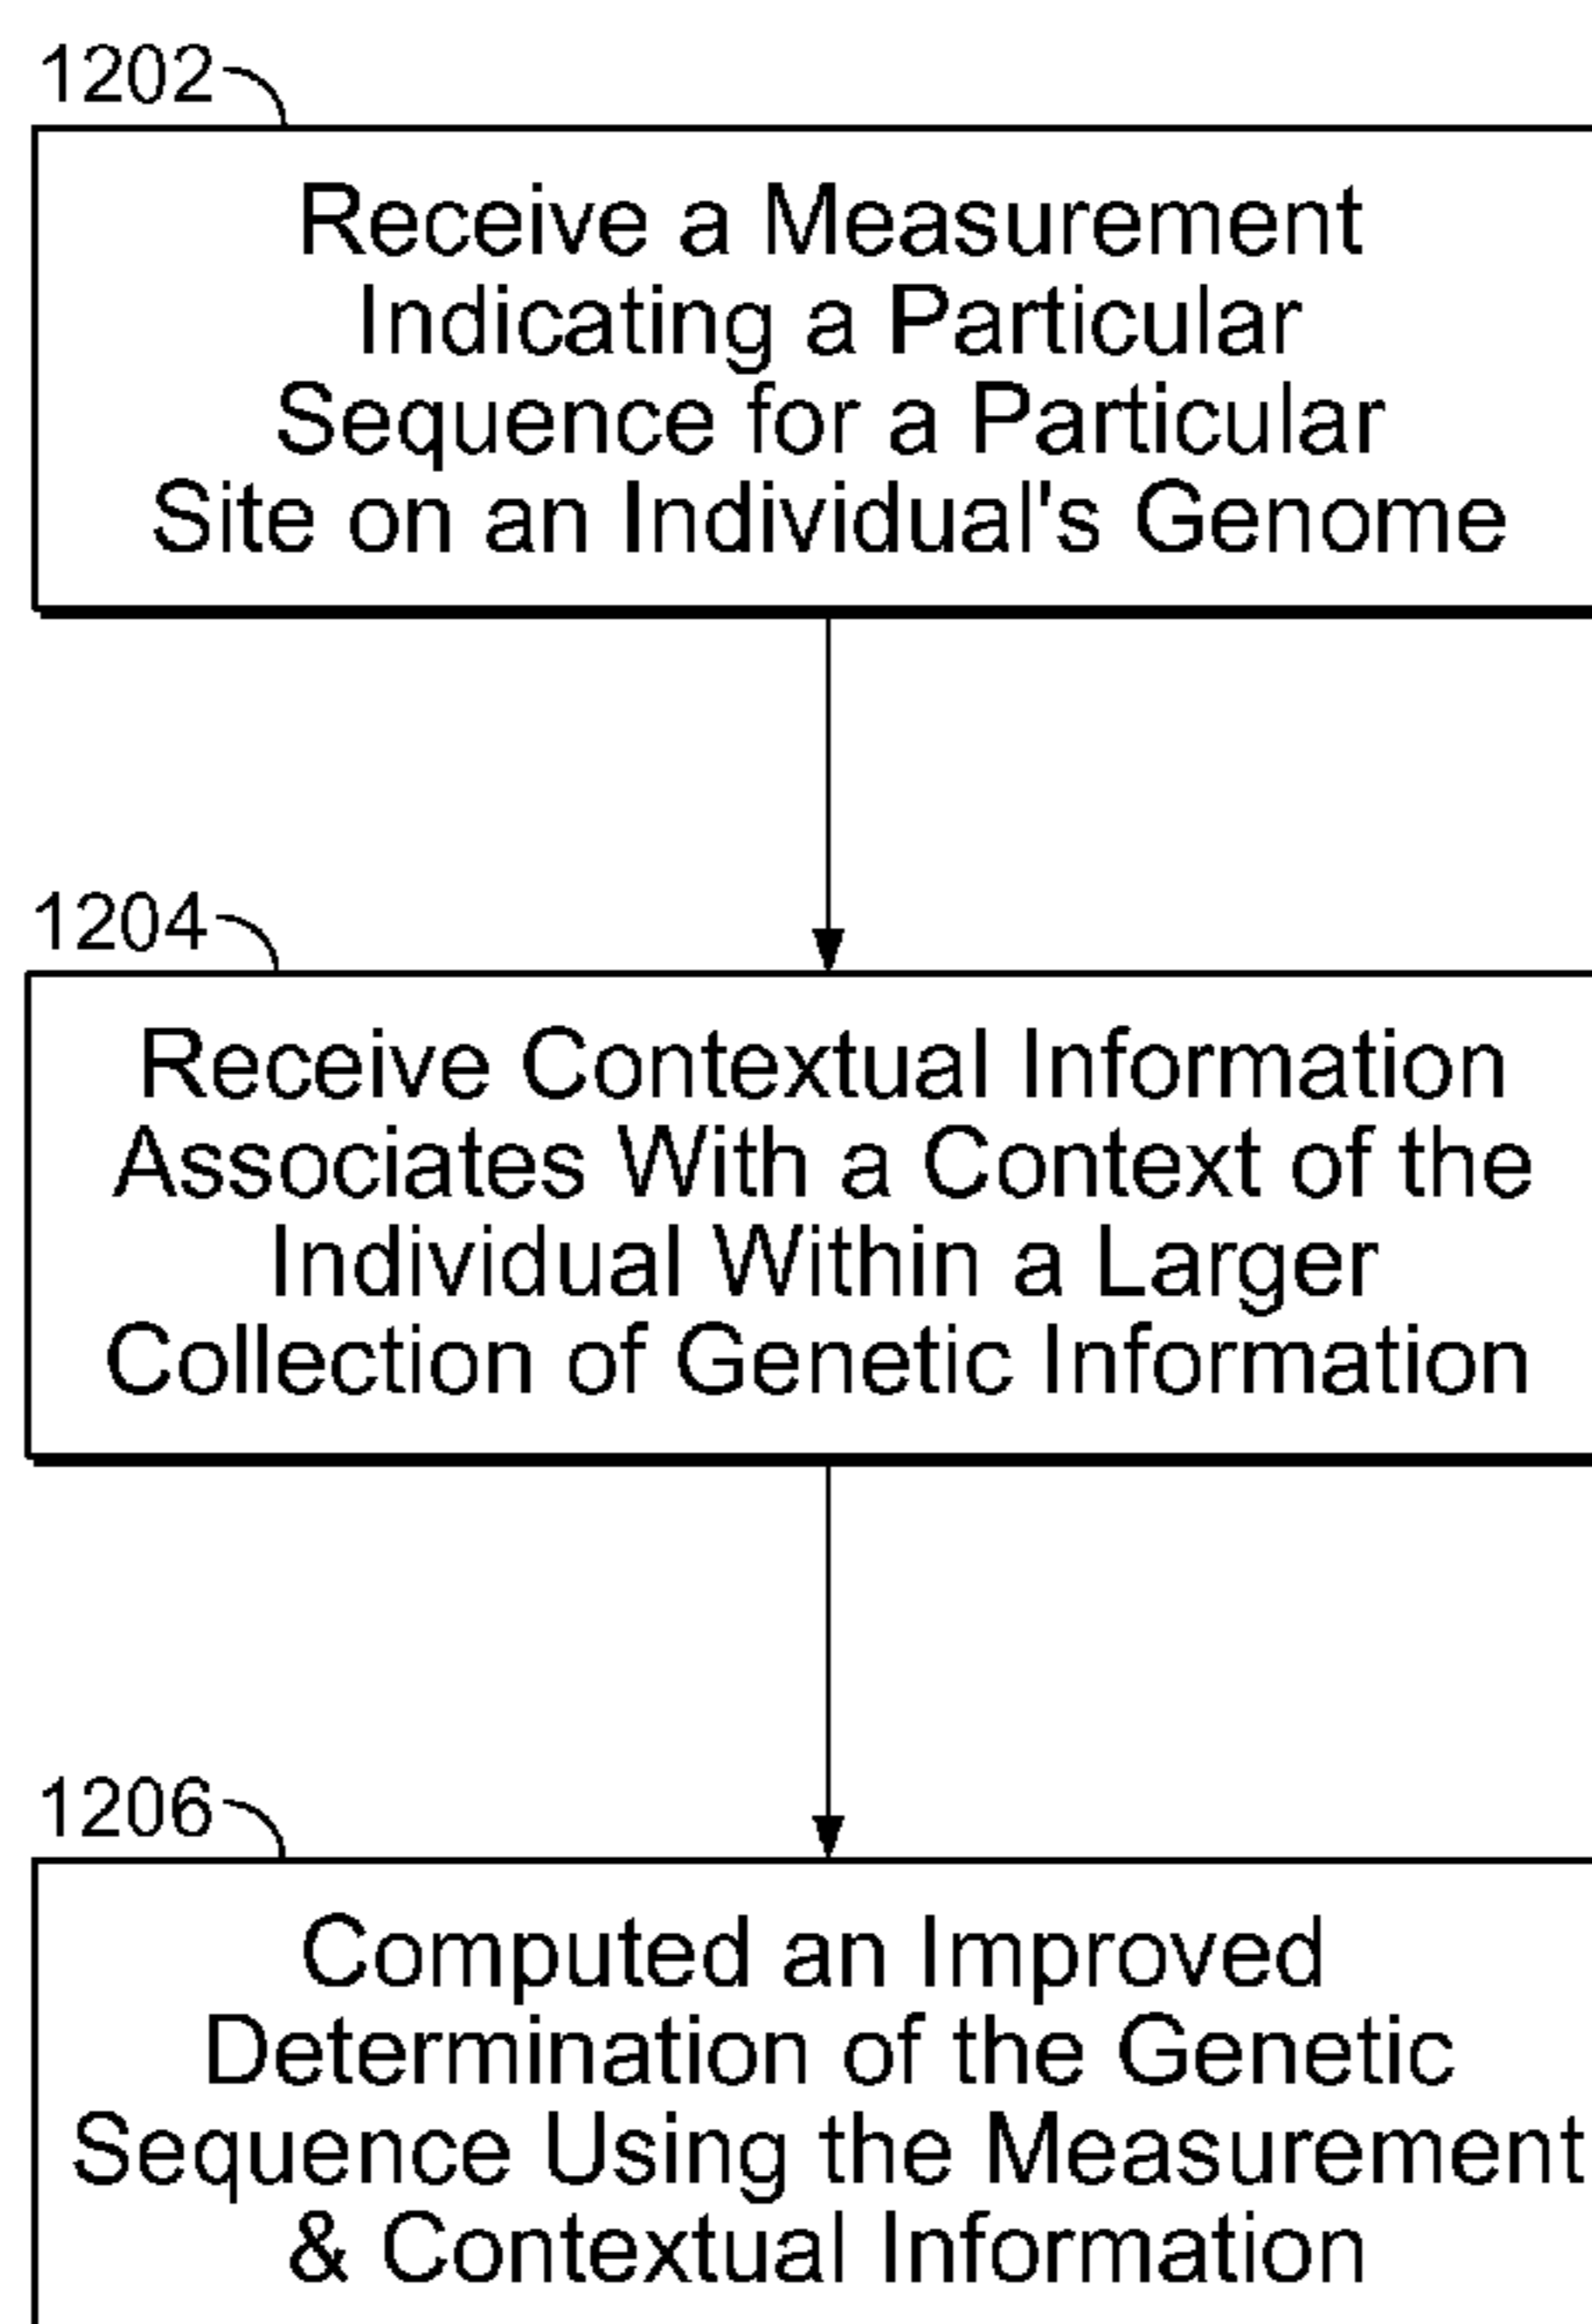 1202
Receive a Measurement
Indicating a Particular
Sequence for a Particular
Site on an Individual's Genome
1204
Receive Contextual Information
Associates With a Context of the
Individual Within a Larger
Collection of Genetic Information
1206
Computed an Improved
Determination of the Genetic
Sequence Using the Measurement
& Contextual Information